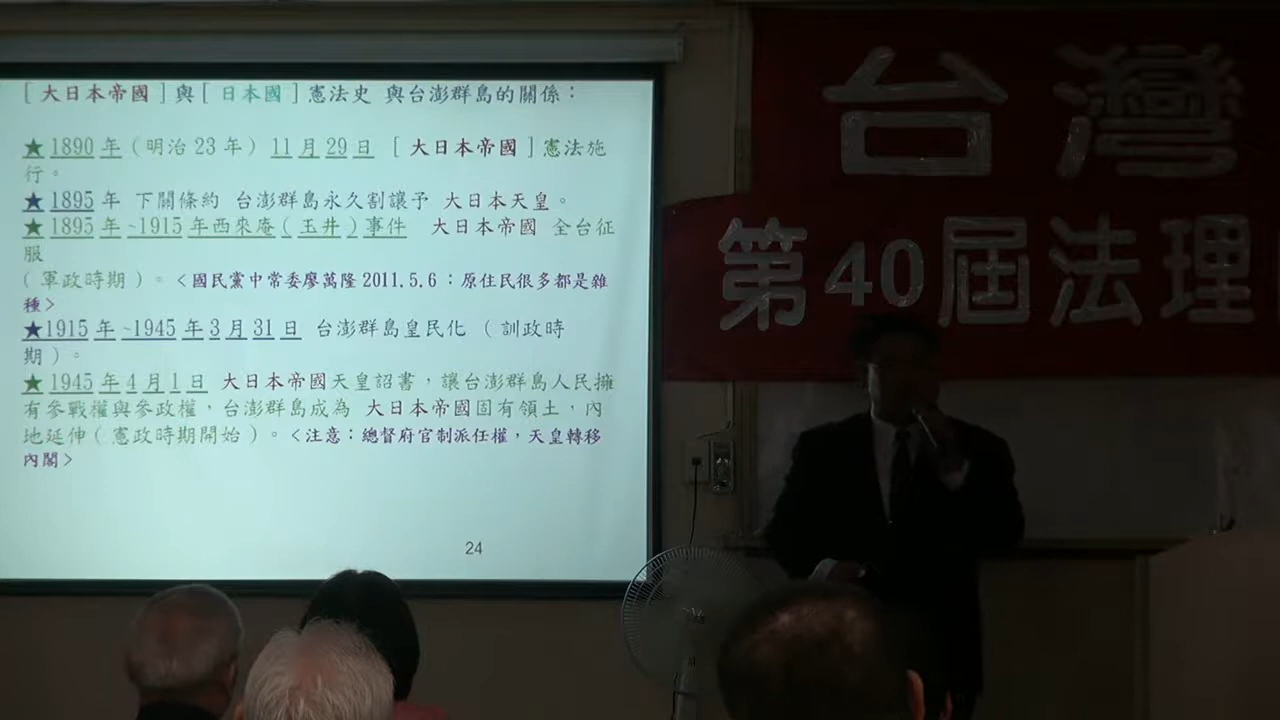 [ 大日本帝國 ] 與 [ 日本國 ] 憲法史 與台澎群島的關係：
★ 1890 年 ( 明治 23 年 ) 11 月 29 日 [ 大日本帝國 ] 憲法施
行。
★ 1895 年 下關條約 台澎群島永久割讓予 大日本天皇。
★ 1895 年 ~1915 年西來庵 ( 玉井 ) 事件 大日本帝國 全台征
服
( 軍政時期 ) 。 <國民黨中常委廖萬隆 2011.5.6：原住民很多都是雜
種>
★1915 年 ~1945 年 3 月 31 日 台澎群島皇民化 ( 訓政時
期 ) 。
★ 1945 年 4 月 1 日 大日本帝國天皇詔書，讓台澎群島人民擁
有參戰權與參政權，台澎群島成為 大日本帝國固有領土，內
地延伸 ( 憲政時期開始 ) 。 <注意：總督府官制派任權，天皇轉移
內閣>
24
台灣
第40屆法理